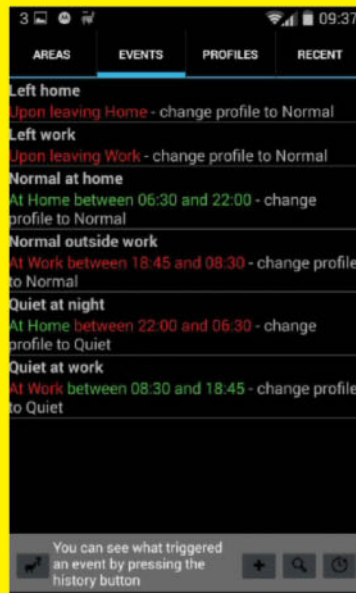 3 09:37
AREAS EVENTS PROFILES RECENT
Left home
Upon leaving Home - change profile to Normal
Left work
Upon leaving Work - change profile to Normal
Normal at home
At Home between 06:30 and 22:00 - change
profile to Normal
Normal outside work
At Work between 18:45 and 08:30 - change profile
to Normal
Quiet at night
At Home between 22:00 and 06:30 - change
profile to Quiet
Quiet at work
At Work between 08:30 and 18:45 - change profile
to Quiet
You can see what triggered
an event by pressing the
history button